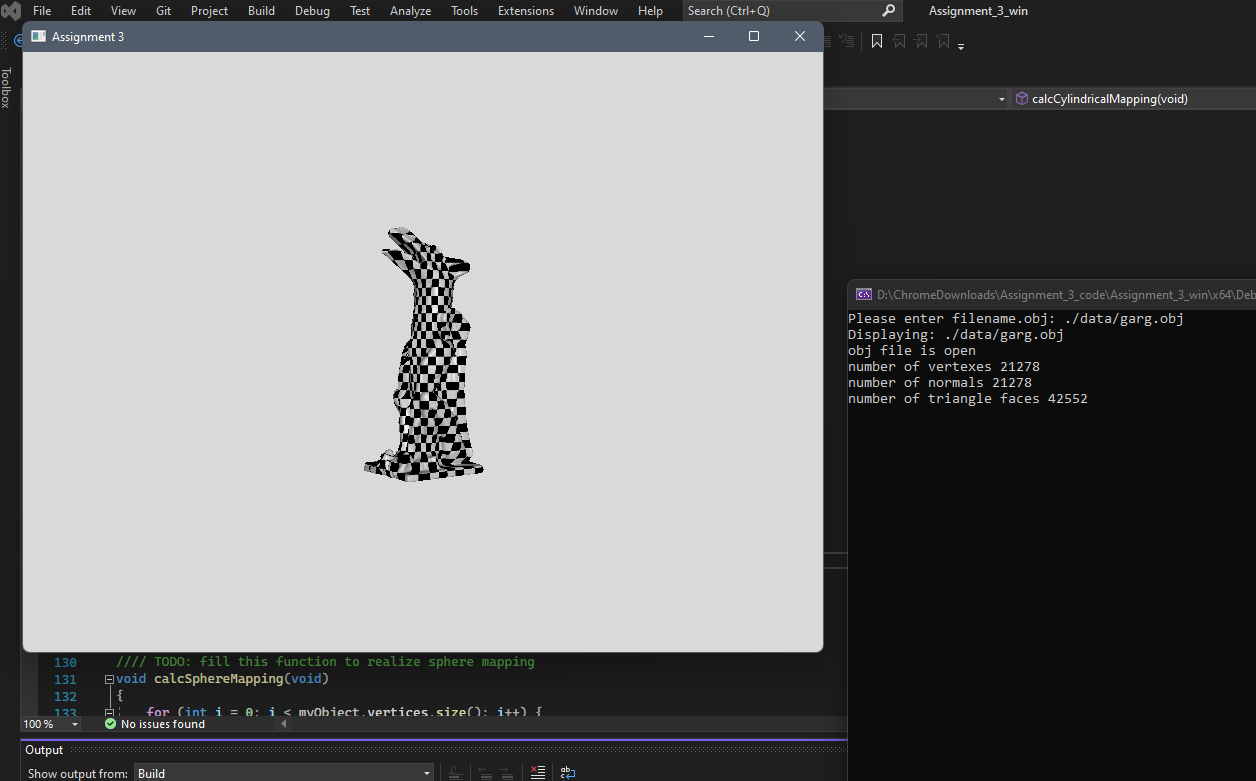 File Edit View Git Project Build Debug Test Analyze Tools Extensions Window Help Search (Ctrl+Q) Assignment_3_win
Assignment 3
Toolbox
calcCylindricalMapping(void)
D:\ChromeDownloads\Assignment_3_code\Assignment_3_win\x64\Deb
Please enter filename.obj: ./data/garg.obj
Displaying: ./data/garg.obj
obj file is open
number of vertexes 21278
number of normals 21278
number of triangle faces 42552
130 //// TODO: fill this function to realize sphere mapping
131 void calcSphereMapping(void)
132 {
133 for (int i = 0; i < myObject.vertices.size(); i++) {
100 % No issues found
Output
Show output from: Build